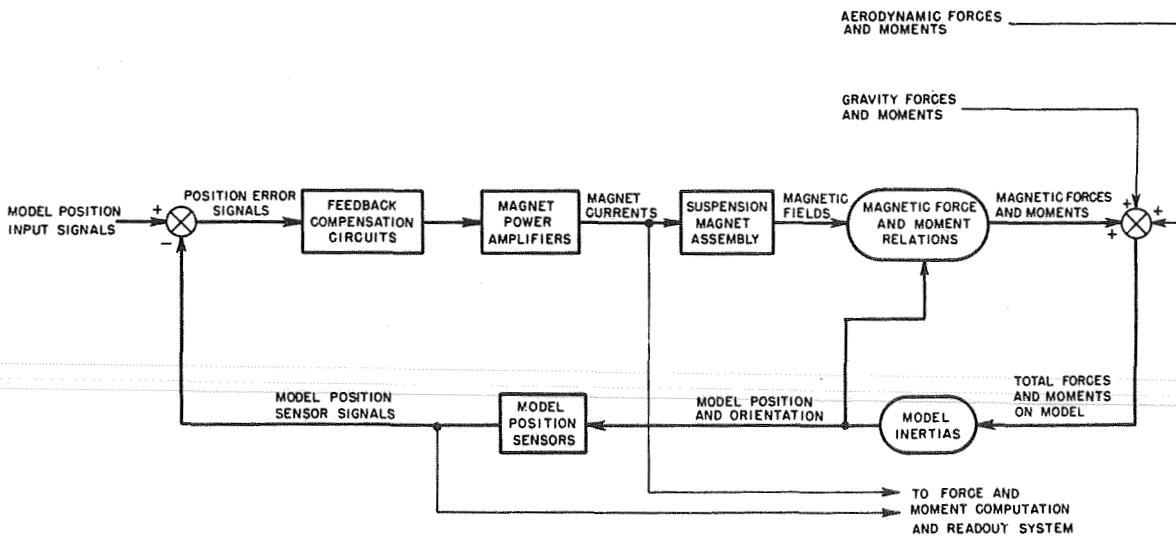 AERODYNAMIC FORCES
AND MOMENTS
GRAVITY FORCES
AND MOMENTS
MODEL POSITION
INPUT SIGNALS
+
−
POSITION ERROR
SIGNALS
FEEDBACK
COMPENSATION
CIRCUITS
MAGNET
POWER
AMPLIFIERS
MAGNET
CURRENTS
SUSPENSION
MAGNET
ASSEMBLY
MAGNETIC
FIELDS
MAGNETIC FORCE
AND MOMENT
RELATIONS
MAGNETIC FORCES
AND MOMENTS
+
+
+
MODEL POSITION
SENSOR SIGNALS
MODEL
POSITION
SENSORS
MODEL POSITION
AND ORIENTATION
MODEL
INERTIAS
TOTAL FORCES
AND MOMENTS
ON MODEL
TO FORCE AND
MOMENT COMPUTATION
AND READOUT SYSTEM